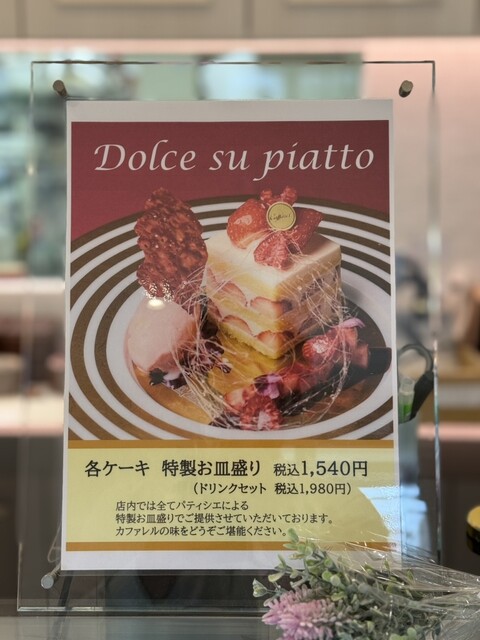 Dolce su piatto
各ケーキ 特製お皿盛り 税込1,540円
（ドリンクセット 税込1,980円）
店内では全てパティシエによる
特製お皿盛りでご提供させていただいております。
カファレルの味をどうぞご堪能ください。